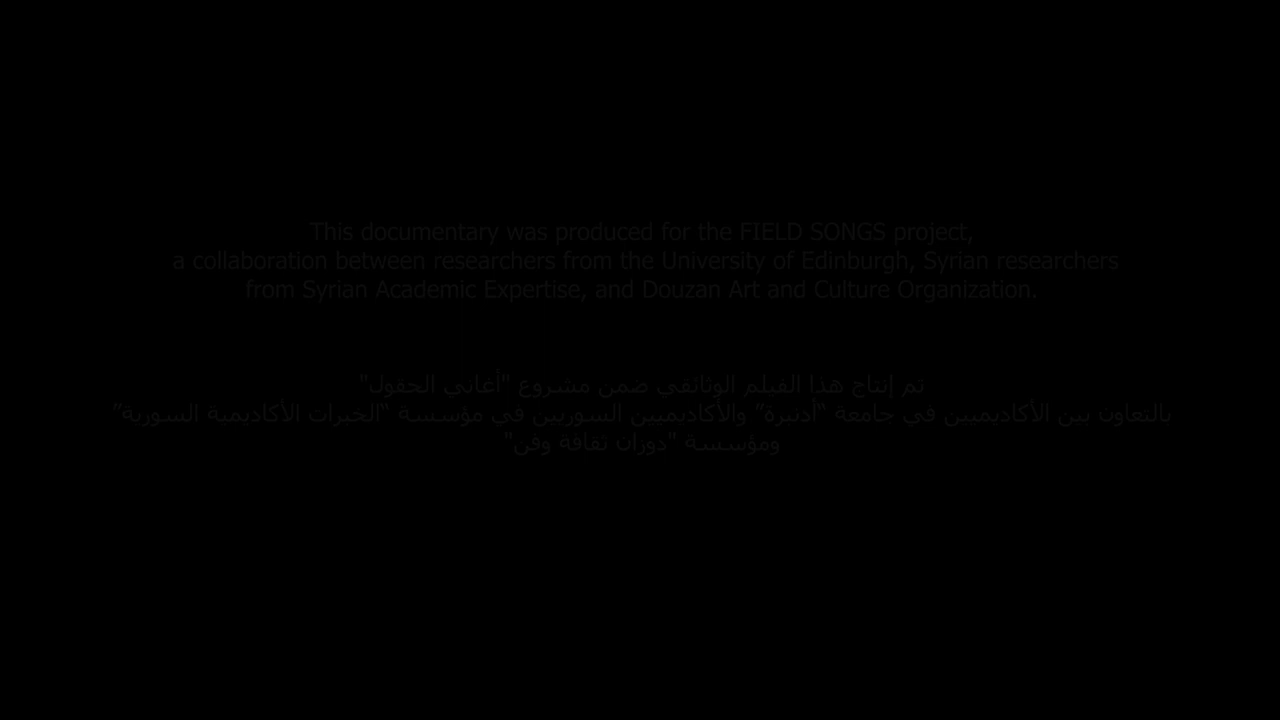 This documentary was produced for the FIELD SONGS project,
a collaboration between researchers from the University of Edinburgh, Syrian researchers
from Syrian Academic Expertise, and Douzan Art and Culture Organization.
تم إنتاج هذا الفيلم الوثائقي ضمن مشروع "أغاني الحقول"
بالتعاون بين الأكاديميين في جامعة “أدنبرة” والأكاديميين السوريين في مؤسسة “الخبرات الأكاديمية السورية”
ومؤسسة "دوزان ثقافة وفن"